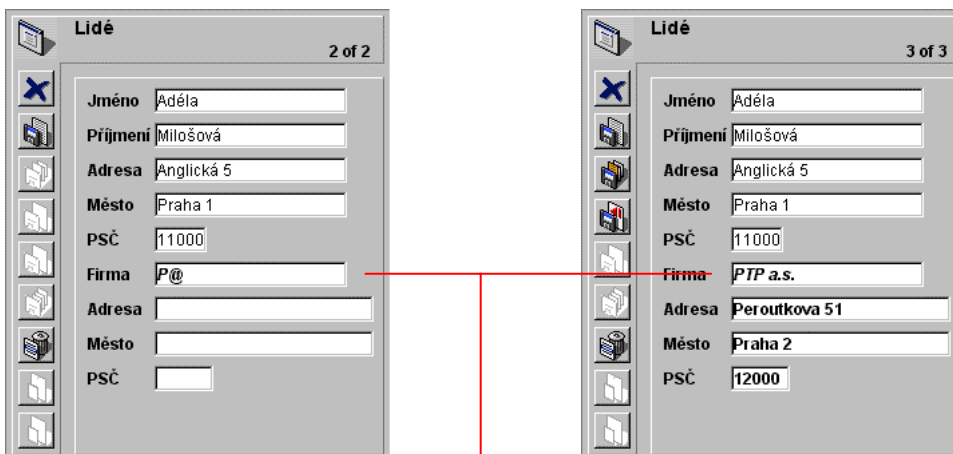 Lidé
2 of 2
Jméno Adéla
Příjmení Milošová
Adresa Anglická 5
Město Praha 1
PSČ 11000
Firma P@
Adresa
Město
PSČ
Lidé
3 of 3
Jméno Adéla
Příjmení Milošová
Adresa Anglická 5
Město Praha 1
PSČ 11000
Firma PTP a.s.
Adresa Peroutkova 51
Město Praha 2
PSČ 12000